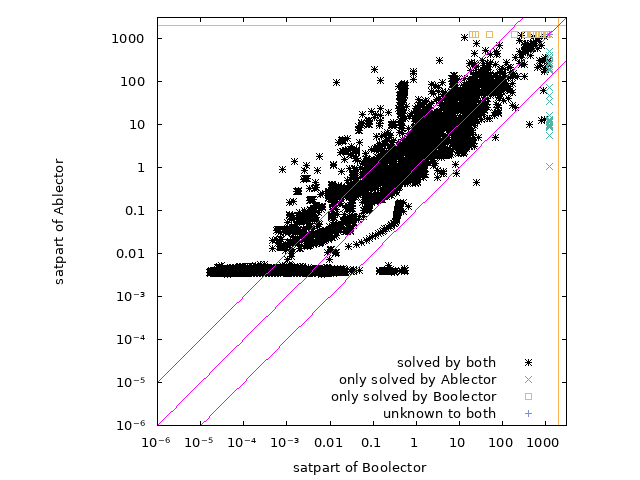 1000
100
10
1
0.1
0.01
10⁻³
10⁻⁴
10⁻⁵
10⁻⁶
satpart of Ablector
solved by both
only solved by Ablector
only solved by Boolector
unknown to both
10⁻⁶ 10⁻⁵ 10⁻⁴ 10⁻³ 0.01 0.1 1 10 100 1000
satpart of Boolector